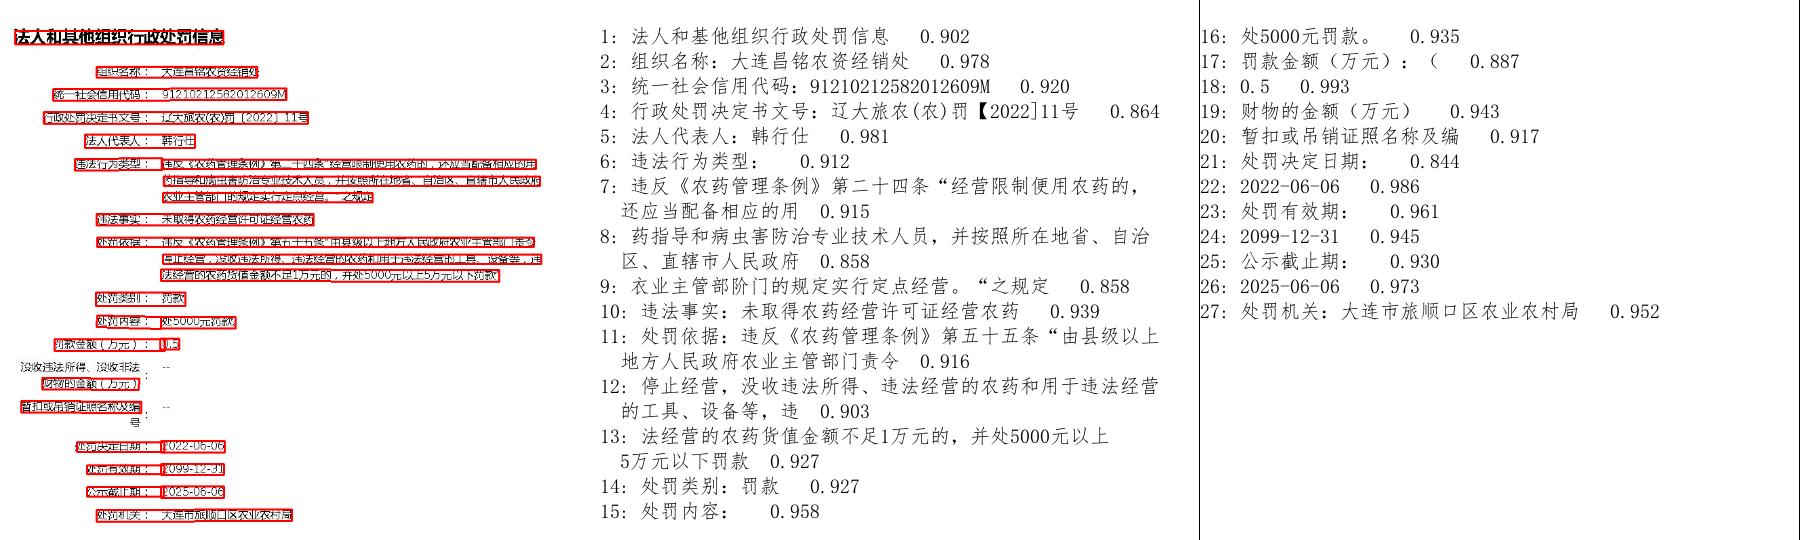 法人和其他组织行政处罚信息
组织名称： 大连昌铭农资经销处
统一社会信用代码： 91210212582012609M
行政处罚决定书文号： 辽大旅农(农)罚【2022】11号
法人代表人： 韩行仕
违法行为类型： 违反《农药管理条例》第二十四条“经营限制使用农药的，还应当配备相应的用
药指导和病虫害防治专业技术人员，并按照所在地省、自治区、直辖市人民政府
农业主管部门的规定实行定点经营。”之规定
违法事实： 未取得农药经营许可证经营农药
处罚依据： 违反《农药管理条例》第五十五条“由县级以上地方人民政府农业主管部门责令
停止经营，没收违法所得、违法经营的农药和用于违法经营的工具、设备等，违
法经营的农药货值金额不足1万元的，并处5000元以上5万元以下罚款
处罚类别： 罚款
处罚内容： 处5000元罚款
罚款金额（万元）： 0.5
没收违法所得、没收非法 --
财物的金额（万元）：
暂扣或吊销证照名称及编 --
号：
处罚决定日期： 2022-06-06
处罚有效期： 2099-12-31
公示截止期： 2025-06-06
处罚机关： 大连市旅顺口区农业农村局
1: 法人和基他组织行政处罚信息 0.902
2: 组织名称: 大连昌铭农资经销处 0.978
3: 统一社会信用代码: 91210212582012609M 0.920
4: 行政处罚决定书文号: 辽大旅农(农)罚【2022]11号 0.864
5: 法人代表人: 韩行仕 0.981
6: 违法行为类型: 0.912
7: 违反《农药管理条例》第二十四条“经营限制便用农药的,
还应当配备相应的用 0.915
8: 药指导和病虫害防治专业技术人员, 并按照所在地省、自治
区、直辖市人民政府 0.858
9: 衣业主管部阶门的规定实行定点经营。“之规定 0.858
10: 违法事实: 未取得农药经营许可证经营农药 0.939
11: 处罚依据: 违反《农药管理条例》第五十五条“由县级以上
地方人民政府农业主管部门责令 0.916
12: 停止经营, 没收违法所得、违法经营的农药和用于违法经营
的工具、设备等, 违 0.903
13: 法经营的农药货值金额不足1万元的, 并处5000元以上
5万元以下罚款 0.927
14: 处罚类别: 罚款 0.927
15: 处罚内容: 0.958
16: 处5000元罚款。 0.935
17: 罚款金额（万元）: （ 0.887
18: 0.5 0.993
19: 财物的金额（万元） 0.943
20: 暂扣或吊销证照名称及编 0.917
21: 处罚决定日期: 0.844
22: 2022-06-06 0.986
23: 处罚有效期: 0.961
24: 2099-12-31 0.945
25: 公示截止期: 0.930
26: 2025-06-06 0.973
27: 处罚机关: 大连市旅顺口区农业农村局 0.952